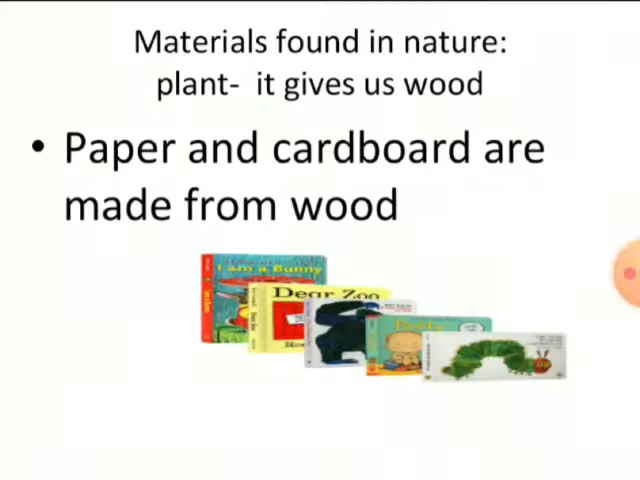 Materials found in nature:
plant-  it gives us wood
• Paper and cardboard are
made from wood
I am a Bunny
Dear Zoo